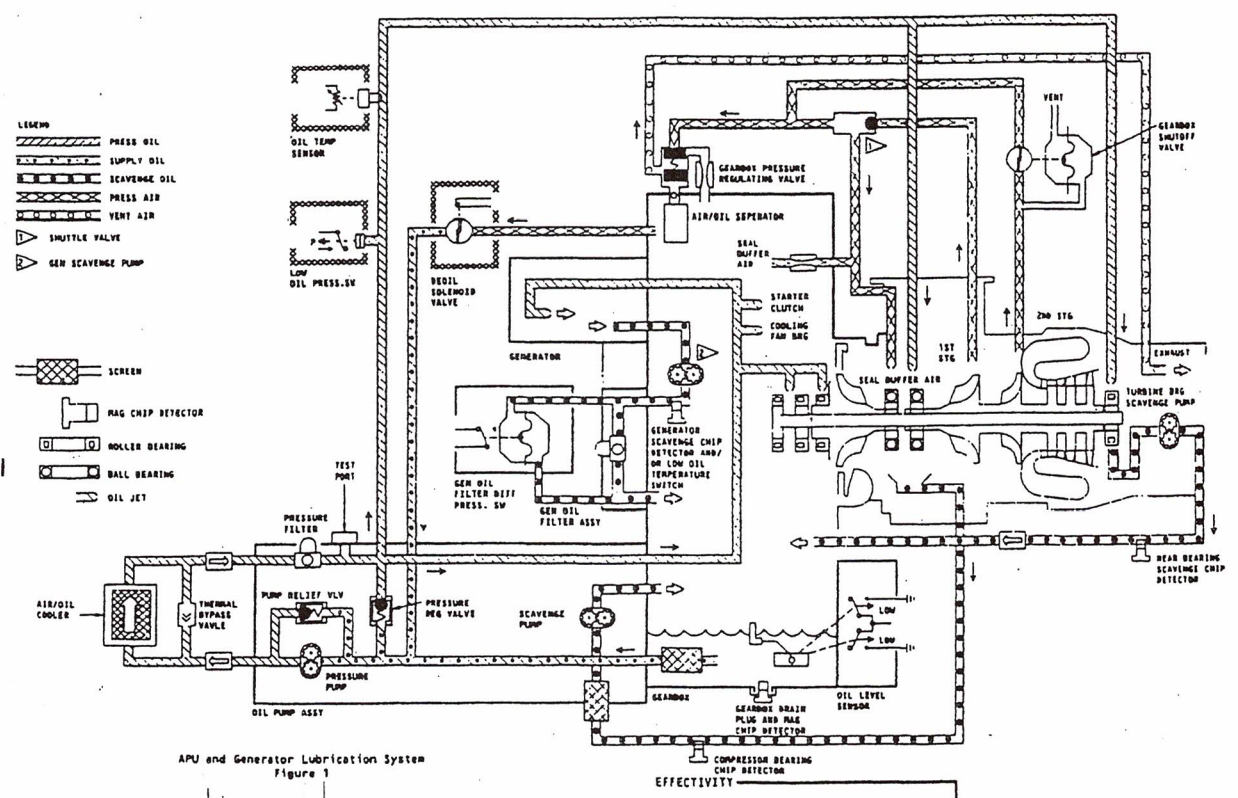 LEGEND
PRESS OIL
SUPPLY OIL
SCAVENGE OIL
PRESS AIR
VENT AIR
1 SHUTTLE VALVE
2 GEN SCAVENGE PUMP
SCREEN
MAG CHIP DETECTOR
ROLLER BEARING
BALL BEARING
OIL JET
OIL TEMP
SENSOR
P
LOW
OIL PRESS.SW
DEOIL
SOLENOID
VALVE
GEARBOX PRESSURE
REGULATING VALVE
AIR/OIL SEPERATOR
1
VENT
GEARBOX
SHUTOFF
VALVE
SEAL
BUFFER
AIR
STARTER
CLUTCH
COOLING
FAN BRG
GENERATOR
2
2ND STG
1ST
STG
SEAL BUFFER AIR
EXHAUST
TURBINE BRG
SCAVENGE PUMP
GENERATOR
SCAVENGE CHIP
DETECTOR AND/
OR LOW OIL
TEMPERATURE
SWITCH
GEN OIL
FILTER DIFF
PRESS. SW
GEN OIL
FILTER ASSY
TEST
PORT
PRESSURE
FILTER
AIR/OIL
COOLER
THERMAL
BYPASS
VAVLE
PUMP RELIEF VLV
PRESSURE
REG VALVE
SCAVENGE
PUMP
PRESSURE
PUMP
OIL PUMP ASSY
GEARBOX
LOW
LOW
OIL LEVEL
SENSOR
GEARBOX DRAIN
PLUG AND MAG
CHIP DETECTOR
REAR BEARING
SCAVENGE CHIP
DETECTOR
COMPRESSOR BEARING
CHIP DETECTOR
APU and Generator Lubrication System
Figure 1
EFFECTIVITY